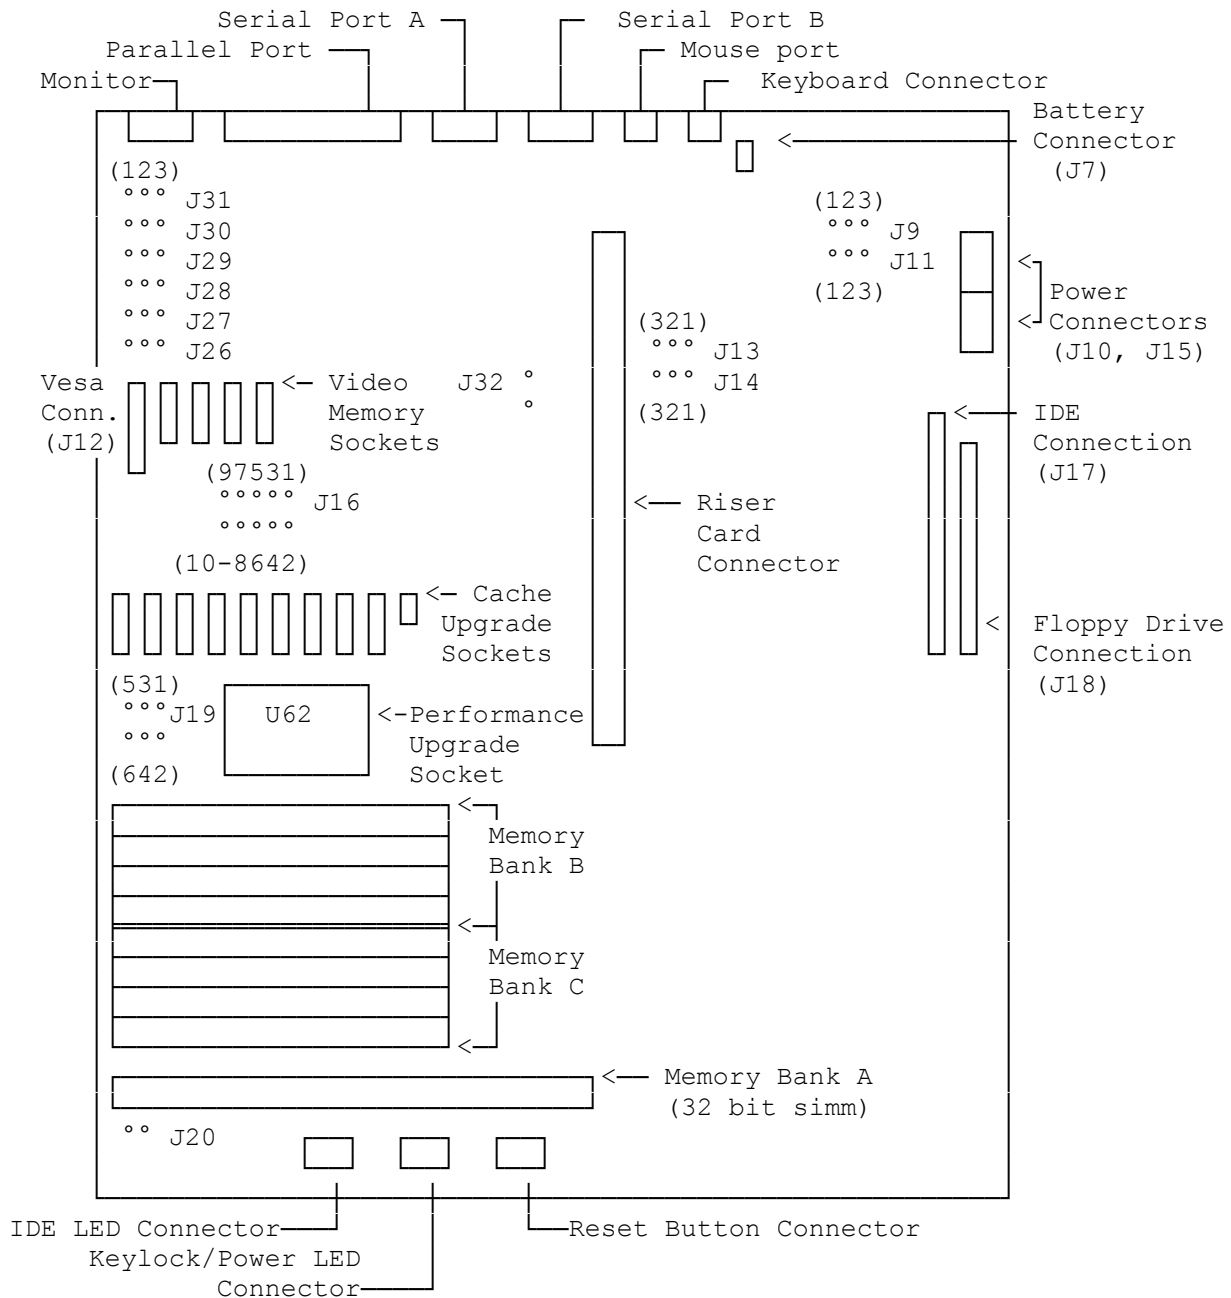 Serial Port A Serial Port B
Parallel Port Mouse port
Monitor Keyboard Connector
Battery
Connector
(123) (J7)
°°° J31 (123)
°°° J30 °°° J9
°°° J29 °°° J11 <
°°° J28 (123) Power
°°° J27 (321) < Connectors
°°° J26 °°° J13 (J10, J15)
Vesa <─ Video J32 ° °°° J14
Conn. Memory ° (321) <── IDE
(J12) Sockets Connection
(97531) (J17)
°°°°° J16 <── Riser
°°°°° Card
(10-8642) Connector
<─ Cache
Upgrade < Floppy Drive
Sockets Connection
(531) (J18)
°°°J19 U62 <-Performance
°°° Upgrade
(642) Socket
<
Memory
Bank B
<
Memory
Bank C
<
<── Memory Bank A
(32 bit simm)
°° J20
IDE LED Connector Reset Button Connector
Keylock/Power LED
Connector